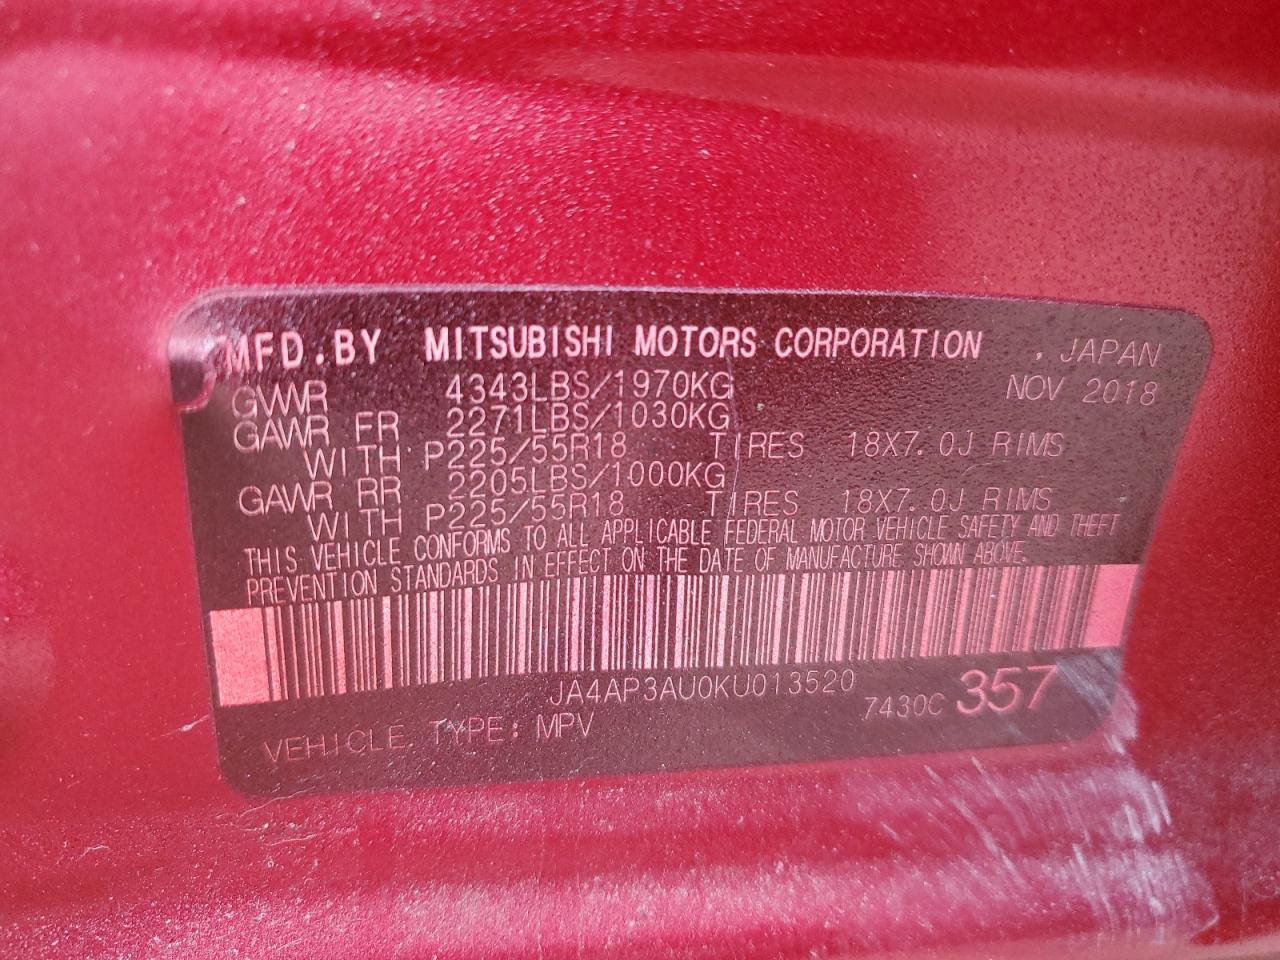 MFD.BY MITSUBISHI MOTORS CORPORATION , JAPAN
GVWR 4343LBS/1970KG NOV 2018
GAWR FR 2271LBS/1030KG
WITH P225/55R18 TIRES 18X7.0J RIMS
GAWR RR 2205LBS/1000KG
WITH P225/55R18 TIRES 18X7.0J RIMS
THIS VEHICLE CONFORMS TO ALL APPLICABLE FEDERAL MOTOR VEHICLE SAFETY AND THEFT
PREVENTION STANDARDS IN EFFECT ON THE DATE OF MANUFACTURE SHOWN ABOVE.
JA4AP3AU0KU013520
VEHICLE TYPE: MPV 7430C 357